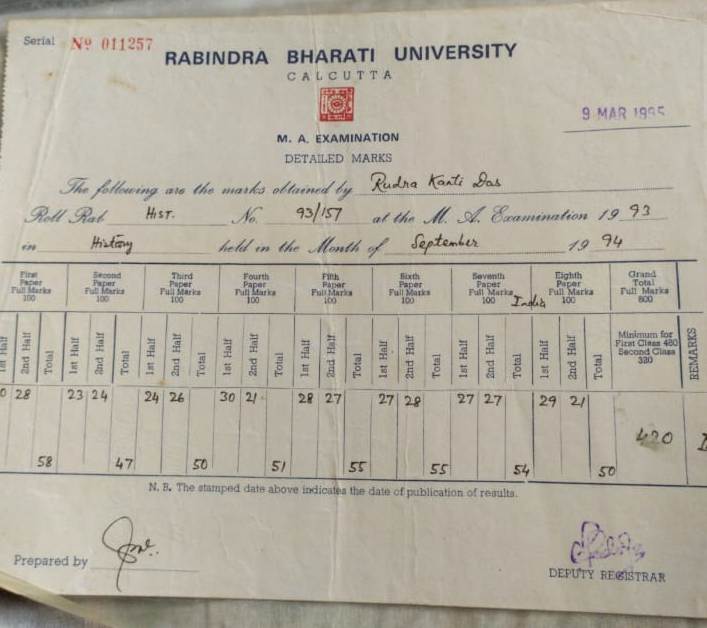 Serial Nº 011257
RABINDRA BHARATI UNIVERSITY
CALCUTTA
9 MAR 1995
M. A. EXAMINATION
DETAILED MARKS
The following are the marks obtained by Rudra Kanti Das
Roll Rab HIST. No. 93/157 at the M. A. Examination 19 93
in History held in the Month of September 19 94
First Paper Full Marks 100 Second Paper Full Marks 100 Third Paper Full Marks 100 Fourth Paper Full Marks 100 Fifth Paper Full Marks 100 Sixth Paper Full Marks 100 Seventh Paper Full Marks 100 India Eighth Paper Full Marks 100 Grand Total Full Marks 800
1st Half 2nd Half Total 1st Half 2nd Half Total 1st Half 2nd Half Total 1st Half 2nd Half Total 1st Half 2nd Half Total 1st Half 2nd Half Total 1st Half 2nd Half Total 1st Half 2nd Half Total Minimum for First Class 480 Second Class 320 REMARKS
0 28 23 24 24 26 30 21 28 27 27 28 27 27 29 21
420
58 47 50 51 55 55 54 50
N. B. The stamped date above indicates the date of publication of results.
Prepared by
DEPUTY REGISTRAR